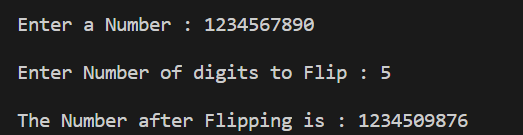 Enter a Number : 1234567890
Enter Number of digits to Flip : 5
The Number after Flipping is : 1234509876